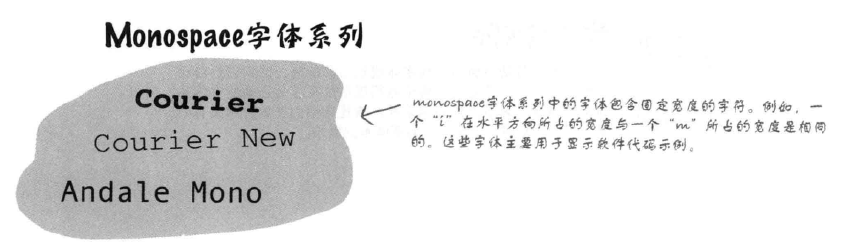 Monospace字体系列
Courier
Courier New
Andale Mono
monospace字体系列中的字体包含固定宽度的字符。例如，一
个“i”在水平方向所占的宽度与一个“m”所占的宽度是相同
的。这些字体主要用于显示软件代码示例。